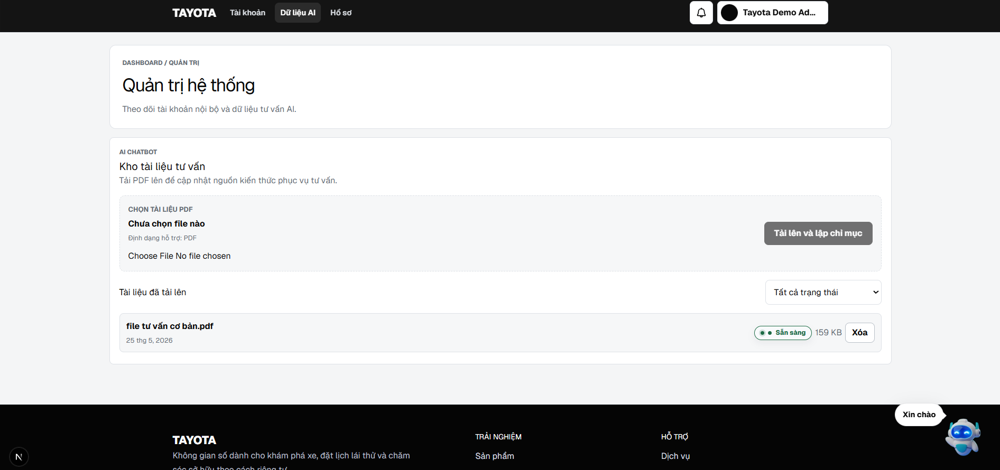 TAYOTA Tài khoản Dữ liệu AI Hồ sơ Tayota Demo Ad...
DASHBOARD / QUẢN TRỊ
Quản trị hệ thống
Theo dõi tài khoản nội bộ và dữ liệu tư vấn AI.
AI CHATBOT
Kho tài liệu tư vấn
Tải PDF lên để cập nhật nguồn kiến thức phục vụ tư vấn.
CHỌN TÀI LIỆU PDF
Chưa chọn file nào
Định dạng hỗ trợ: PDF
Choose File No file chosen
Tải lên và lập chỉ mục
Tài liệu đã tải lên
Tất cả trạng thái
file tư vấn cơ bản.pdf
25 thg 5, 2026
Sẵn sàng 159 KB Xóa
Xin chào
TAYOTA
Không gian số dành cho khám phá xe, đặt lịch lái thử và chăm
sóc sở hữu theo cách riêng tư
TRẢI NGHIỆM
Sản phẩm
HỖ TRỢ
Dịch vụ
N